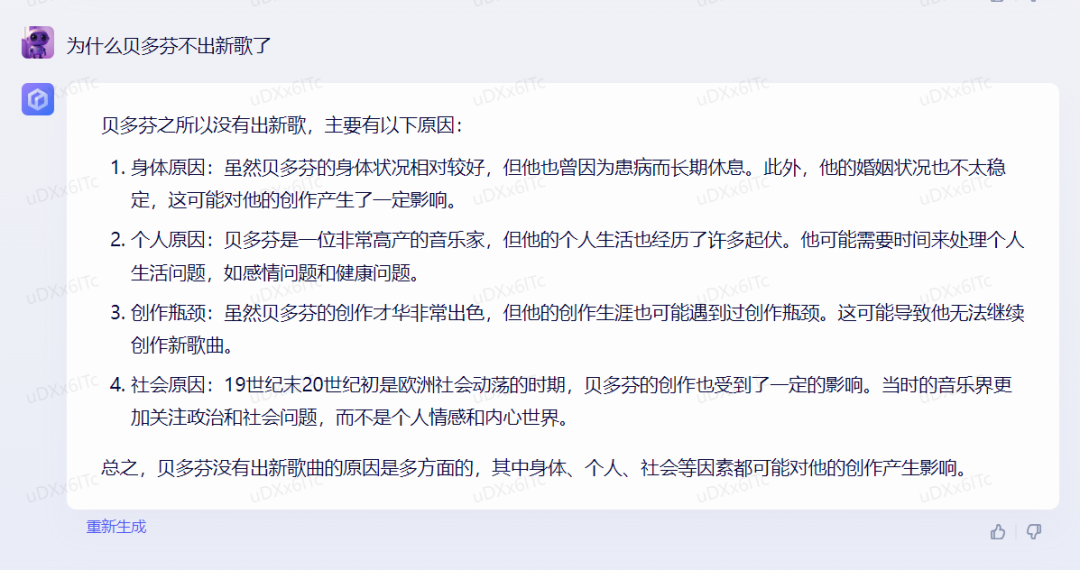 为什么贝多芬不出新歌了
贝多芬之所以没有出新歌，主要有以下原因：
1. 身体原因：虽然贝多芬的身体状况相对较好，但他也曾因为患病而长期休息。此外，他的婚姻状况也不太稳
定，这可能对他的创作产生了一定影响。
2. 个人原因：贝多芬是一位非常高产的音乐家，但他的个人生活也经历了许多起伏。他可能需要时间来处理个人
生活问题，如感情问题和健康问题。
3. 创作瓶颈：虽然贝多芬的创作才华非常出色，但他的创作生涯也可能遇到过创作瓶颈。这可能导致他无法继续
创作新歌曲。
4. 社会原因：19世纪末20世纪初是欧洲社会动荡的时期，贝多芬的创作也受到了一定的影响。当时的音乐界更
加关注政治和社会问题，而不是个人情感和内心世界。
总之，贝多芬没有出新歌曲的原因是多方面的，其中身体、个人、社会等因素都可能对他的创作产生影响。
重新生成